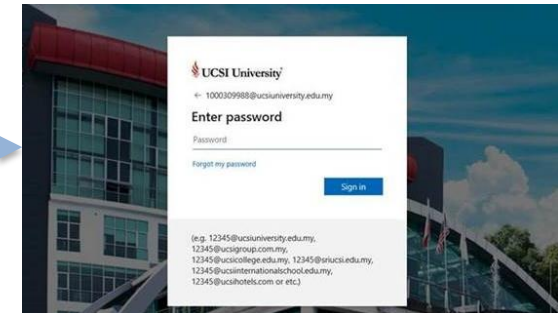 UCSI University
← 1000309988@ucsiuniversity.edu.my
Enter password
Password
Forgot my password
Sign in
(e.g. 12345@ucsiuniversity.edu.my,
12345@ucsigroup.com.my,
12345@ucsicollege.edu.my, 12345@sriucsi.edu.my,
12345@ucsiinternationalschool.edu.my,
12345@ucsihotels.com or etc.)